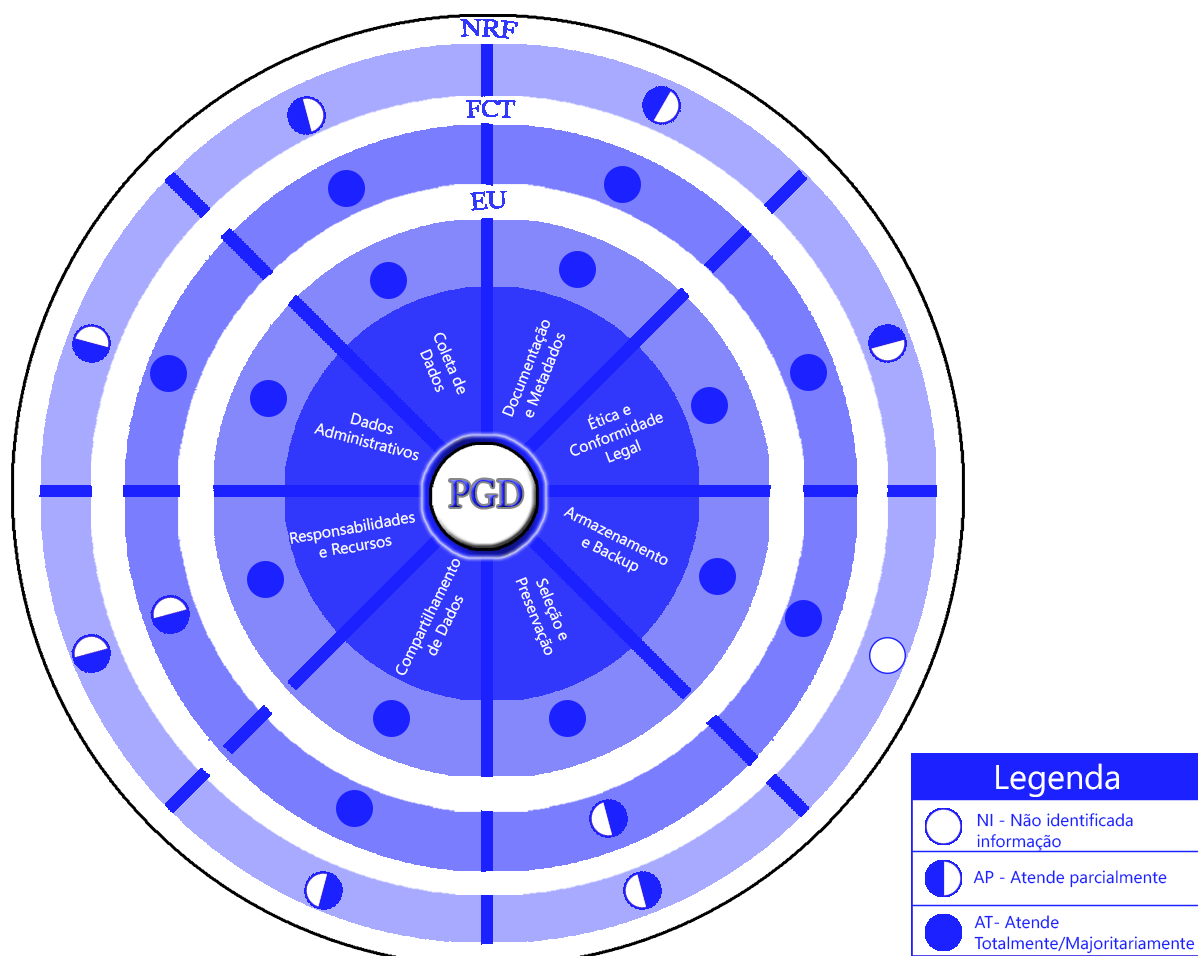 NRF
FCT
EU
Coleta de
Dados
Documentação
e Metadados
Dados
Administrativos
Ética e
Conformidade
Legal
PGD
Responsabilidades
e Recursos
Armazenamento
e Backup
Compartilhamento
de Dados
Seleção e
Preservação
Legenda
NI - Não identificada
informação
AP - Atende parcialmente
AT- Atende
Totalmente/Majoritariamente